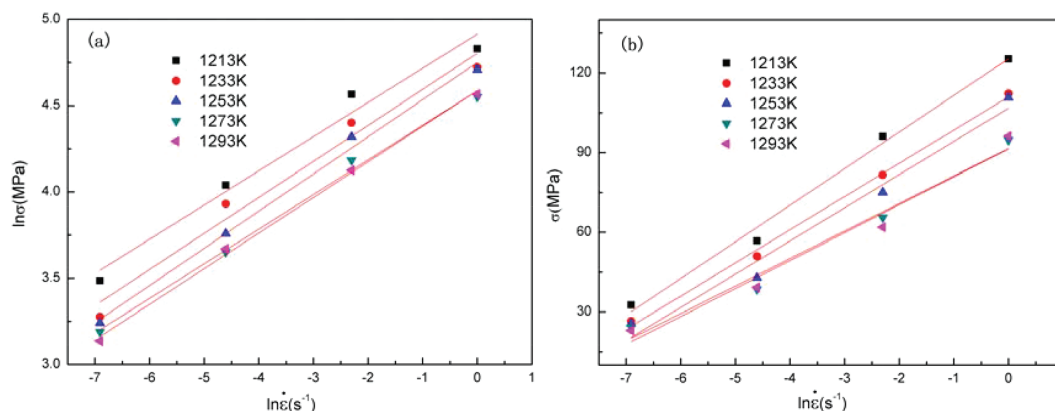 (a)
1213K
1233K
1253K
1273K
1293K
lnσ(MPa)
5.0
4.5
4.0
3.5
3.0
-7 -6 -5 -4 -3 -2 -1 0 1
lnε̇(s⁻¹)
(b)
1213K
1233K
1253K
1273K
1293K
σ(MPa)
120
90
60
30
-7 -6 -5 -4 -3 -2 -1 0
lnε̇(s⁻¹)